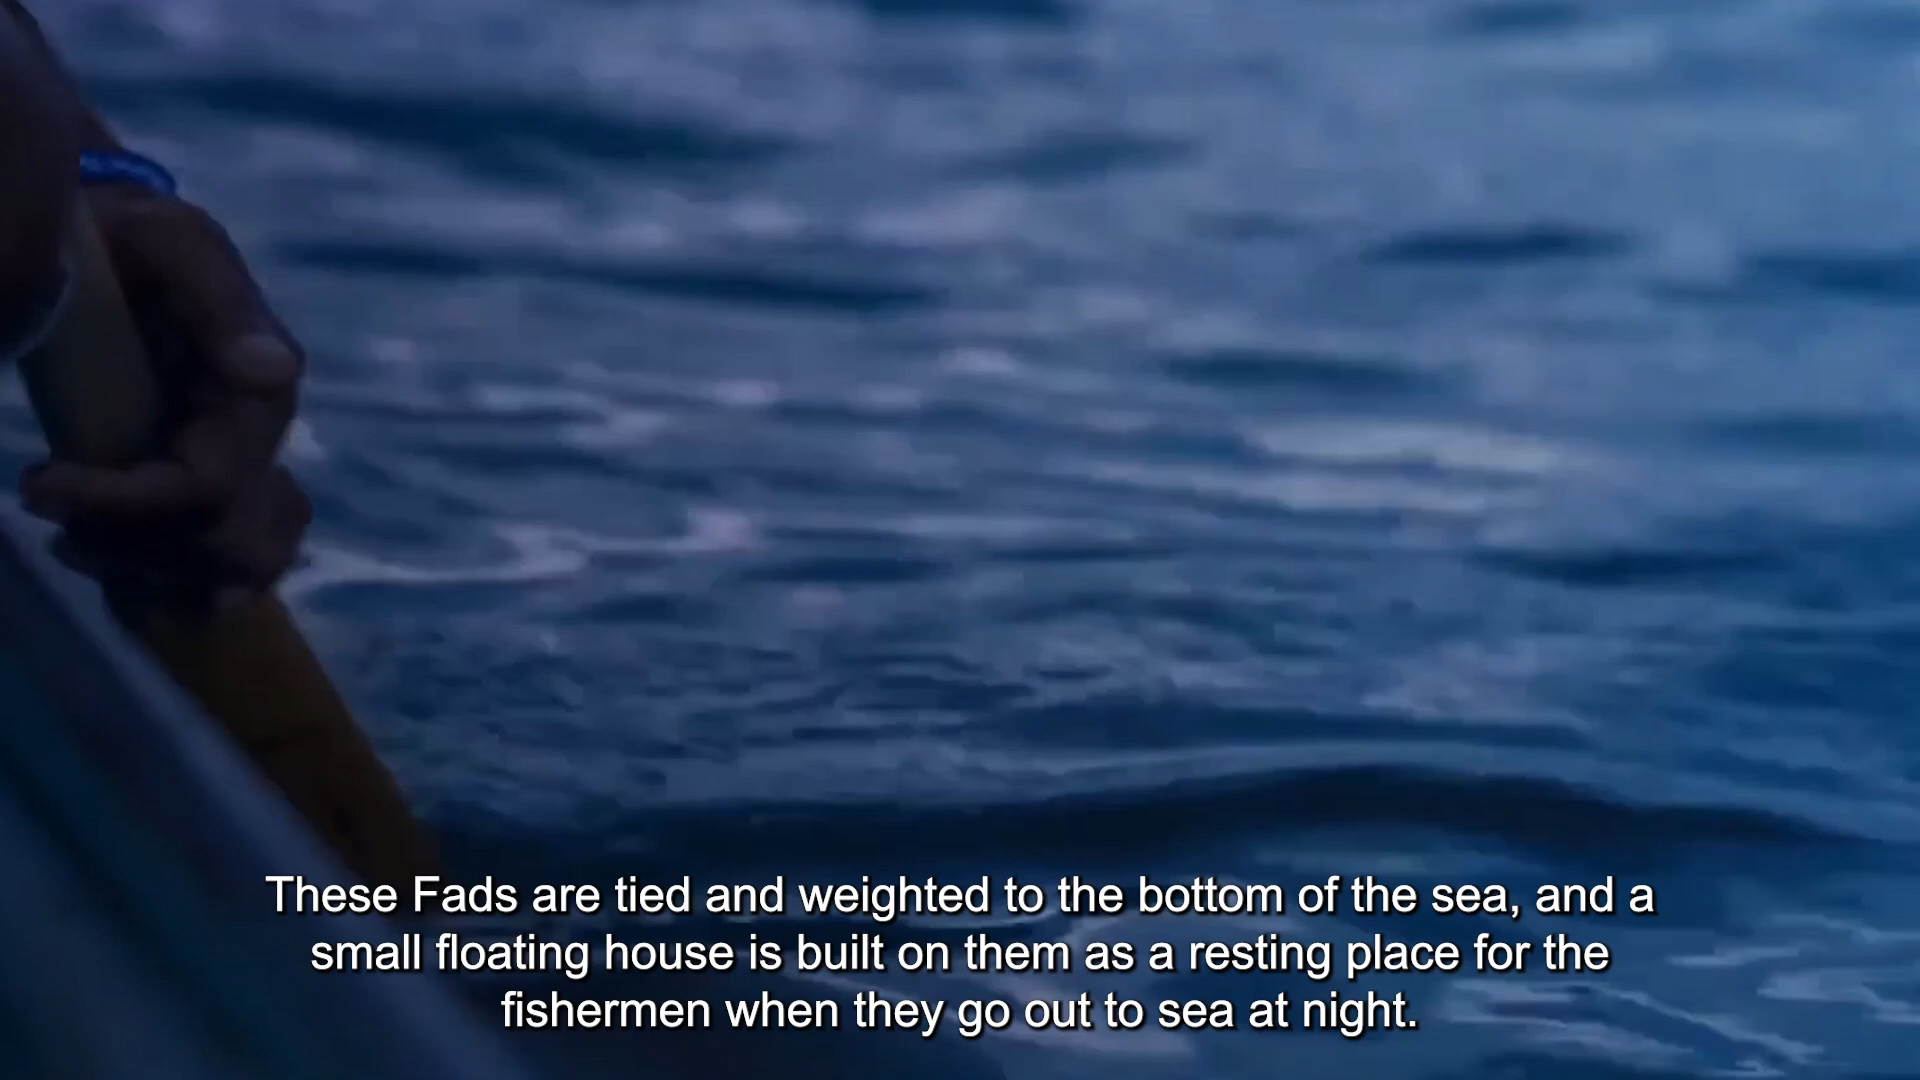 These Fads are tied and weighted to the bottom of the sea, and a
small floating house is built on them as a resting place for the
fishermen when they go out to sea at night.